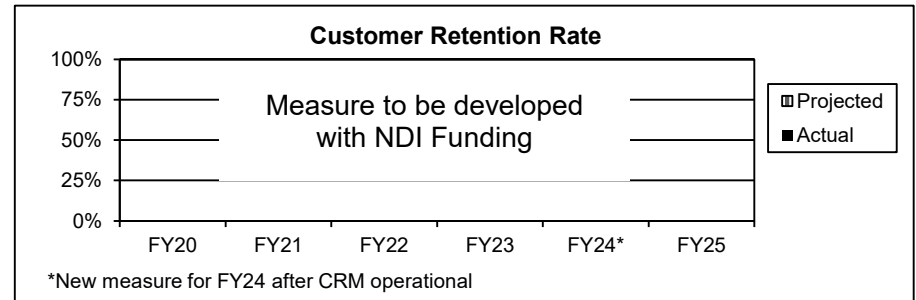 Customer Retention Rate
100%
75%
50%
25%
0%
Measure to be developed
with NDI Funding
Projected
Actual
FY20 FY21 FY22 FY23 FY24* FY25
*New measure for FY24 after CRM operational